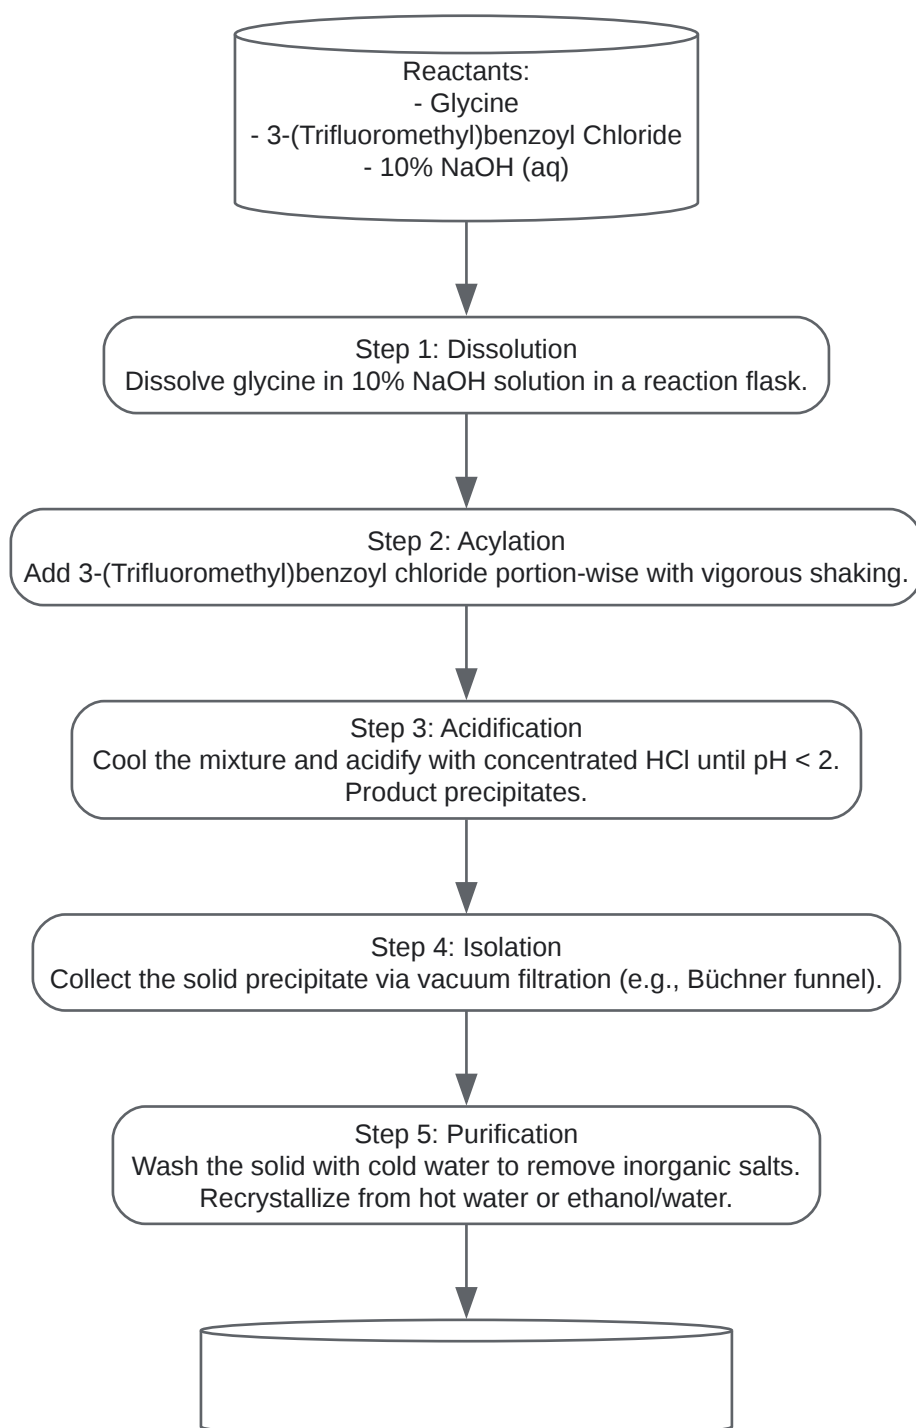 Reactants:
- Glycine
- 3-(Trifluoromethyl)benzoyl Chloride
- 10% NaOH (aq)
Step 1: Dissolution
Dissolve glycine in 10% NaOH solution in a reaction flask.
Step 2: Acylation
Add 3-(Trifluoromethyl)benzoyl chloride portion-wise with vigorous shaking.
Step 3: Acidification
Cool the mixture and acidify with concentrated HCl until pH < 2.
Product precipitates.
Step 4: Isolation
Collect the solid precipitate via vacuum filtration (e.g., Büchner funnel).
Step 5: Purification
Wash the solid with cold water to remove inorganic salts.
Recrystallize from hot water or ethanol/water.